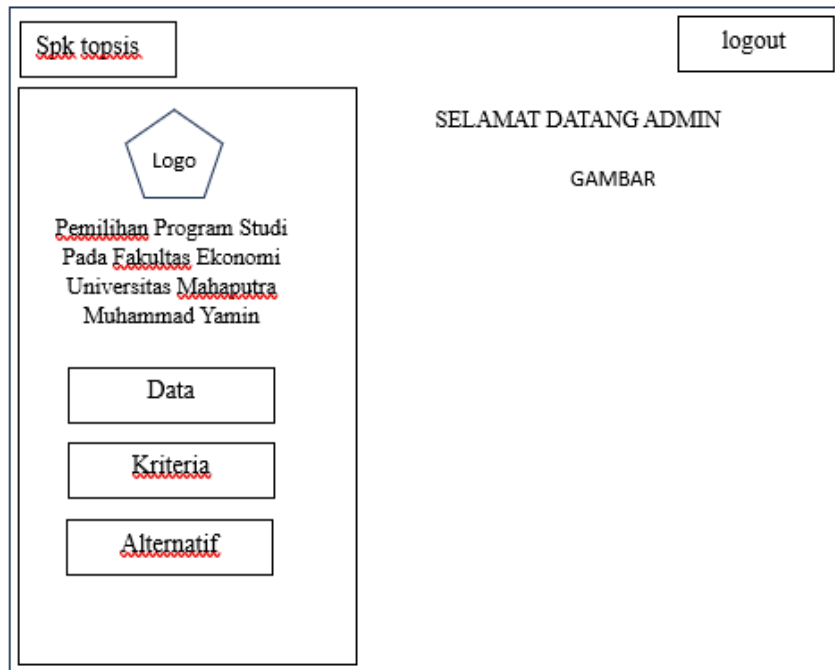 Spk topsis
logout
Logo
Pemilihan Program Studi
Pada Fakultas Ekonomi
Universitas Mahaputra
Muhammad Yamin
Data
Kriteria
Alternatif
SELAMAT DATANG ADMIN
GAMBAR